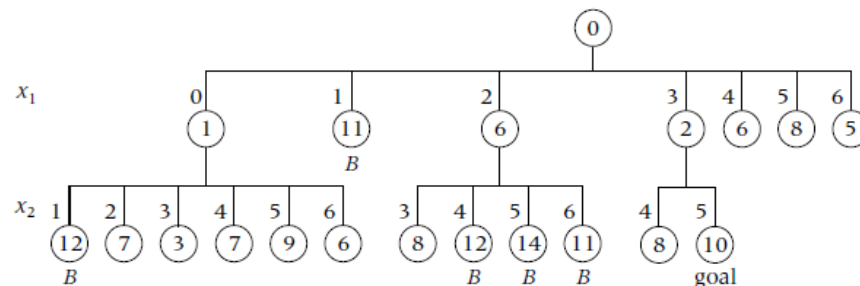 0
x₁ 0 1 2 3 4 5 6
1 11 6 2 6 8 5
B
x₂ 1 2 3 4 5 6 3 4 5 6 4 5
12 7 3 7 9 6 8 12 14 11 8 10
B B B B goal